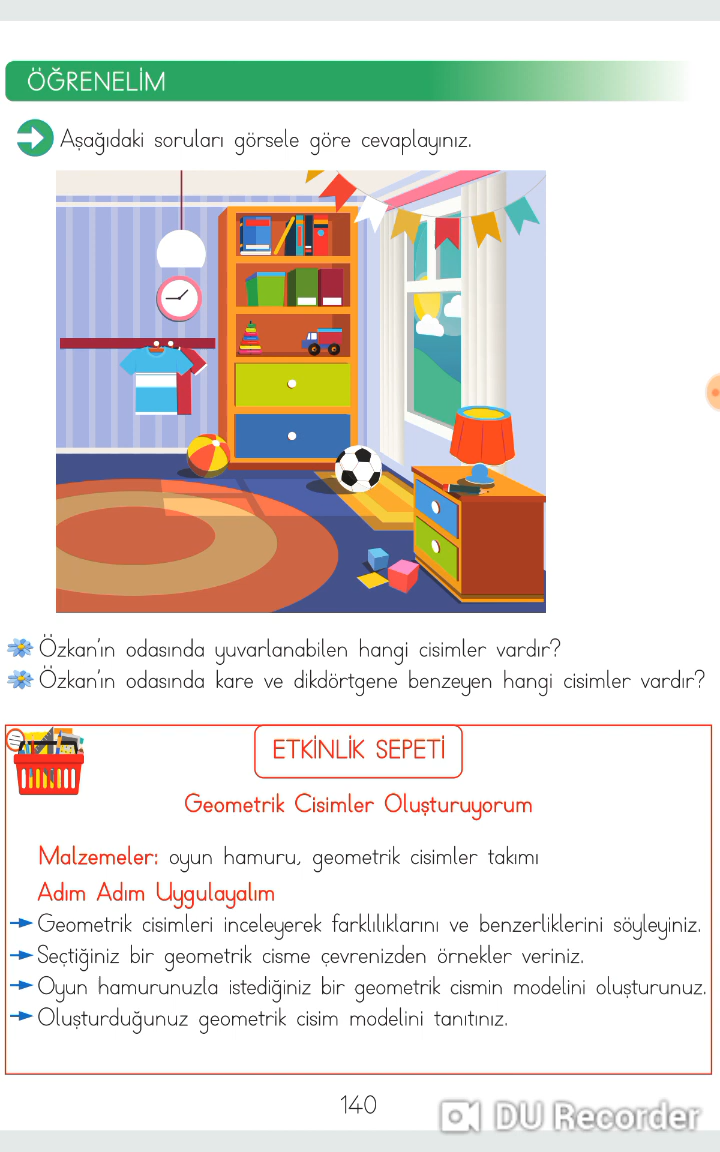 ÖĞRENELİM
Aşağıdaki soruları görsele göre cevaplayınız.
Özkan'ın odasında yuvarlanabilen hangi cisimler vardır?
Özkan'ın odasında kare ve dikdörtgene benzeyen hangi cisimler vardır?
ETKİNLİK SEPETİ
Geometrik Cisimler Oluşturuyorum
Malzemeler: oyun hamuru, geometrik cisimler takımı
Adım Adım Uygulayalım
Geometrik cisimleri inceleyerek farklılıklarını ve benzerliklerini söyleyiniz.
Seçtiğiniz bir geometrik cisme çevrenizden örnekler veriniz.
Oyun hamurunuzla istediğiniz bir geometrik cismin modelini oluşturunuz.
Oluşturduğunuz geometrik cisim modelini tanıtınız.
140
DU Recorder